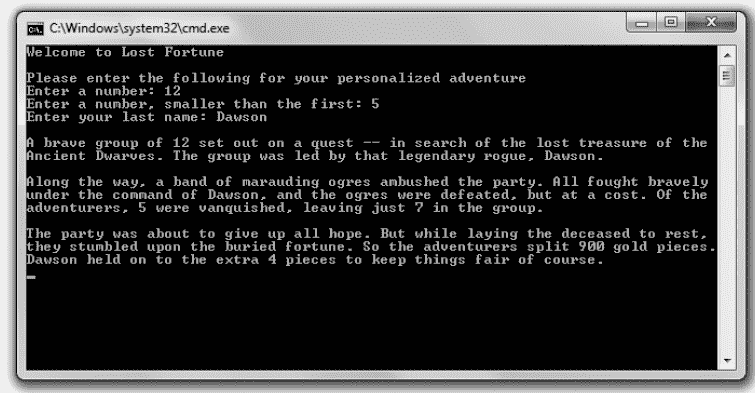 C:\Windows\system32\cmd.exe
Welcome to Lost Fortune
Please enter the following for your personalized adventure
Enter a number: 12
Enter a number, smaller than the first: 5
Enter your last name: Dawson
A brave group of 12 set out on a quest -- in search of the lost treasure of the
Ancient Dwarves. The group was led by that legendary rogue, Dawson.
Along the way, a band of marauding ogres ambushed the party. All fought bravely
under the command of Dawson, and the ogres were defeated, but at a cost. Of the
adventurers, 5 were vanquished, leaving just 7 in the group.
The party was about to give up all hope. But while laying the deceased to rest,
they stumbled upon the buried fortune. So the adventurers split 900 gold pieces.
Dawson held on to the extra 4 pieces to keep things fair of course.